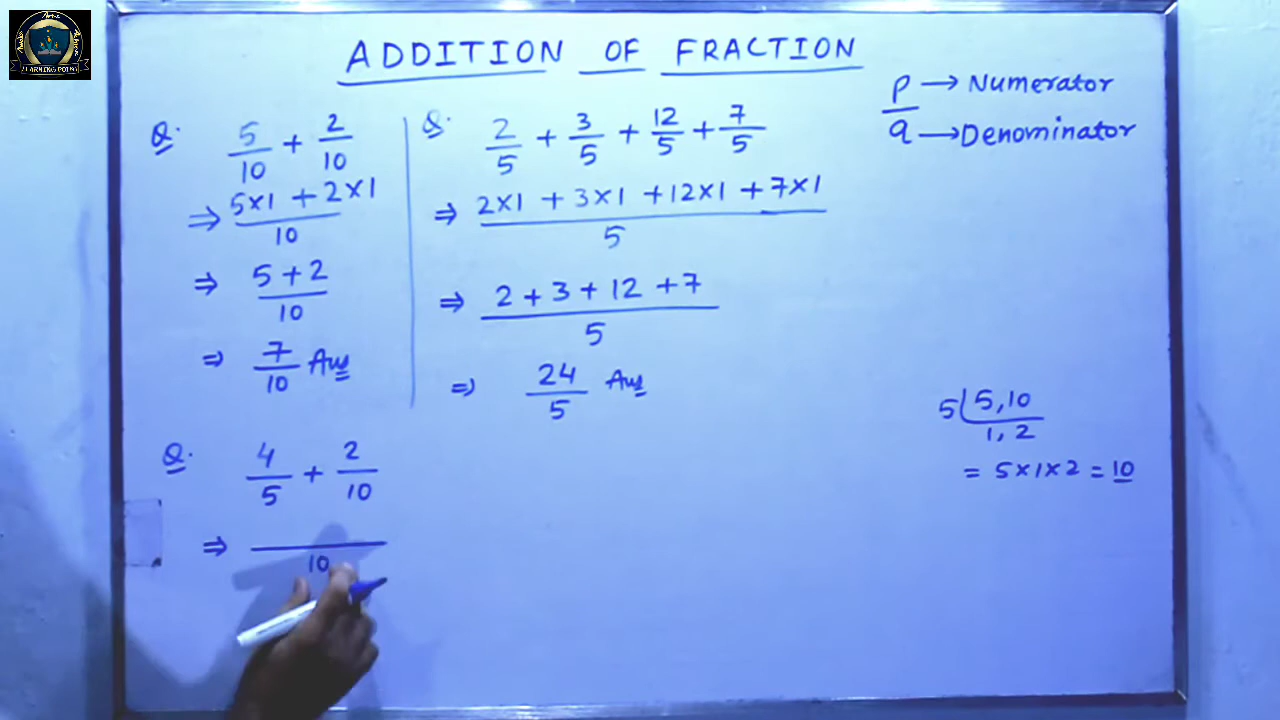 LEARNING POINT
ADDITION OF FRACTION
p → Numerator
q → Denominator
Q. 5/10 + 2/10
⇒ 5×1 + 2×1 / 10
⇒ 5+2 / 10
⇒ 7/10 Ans
Q. 2/5 + 3/5 + 12/5 + 7/5
⇒ 2×1 + 3×1 + 12×1 + 7×1 / 5
⇒ 2 + 3 + 12 + 7 / 5
⇒ 24/5 Ans
Q. 4/5 + 2/10
⇒ 10
5 | 5, 10
1, 2
= 5×1×2 = 10